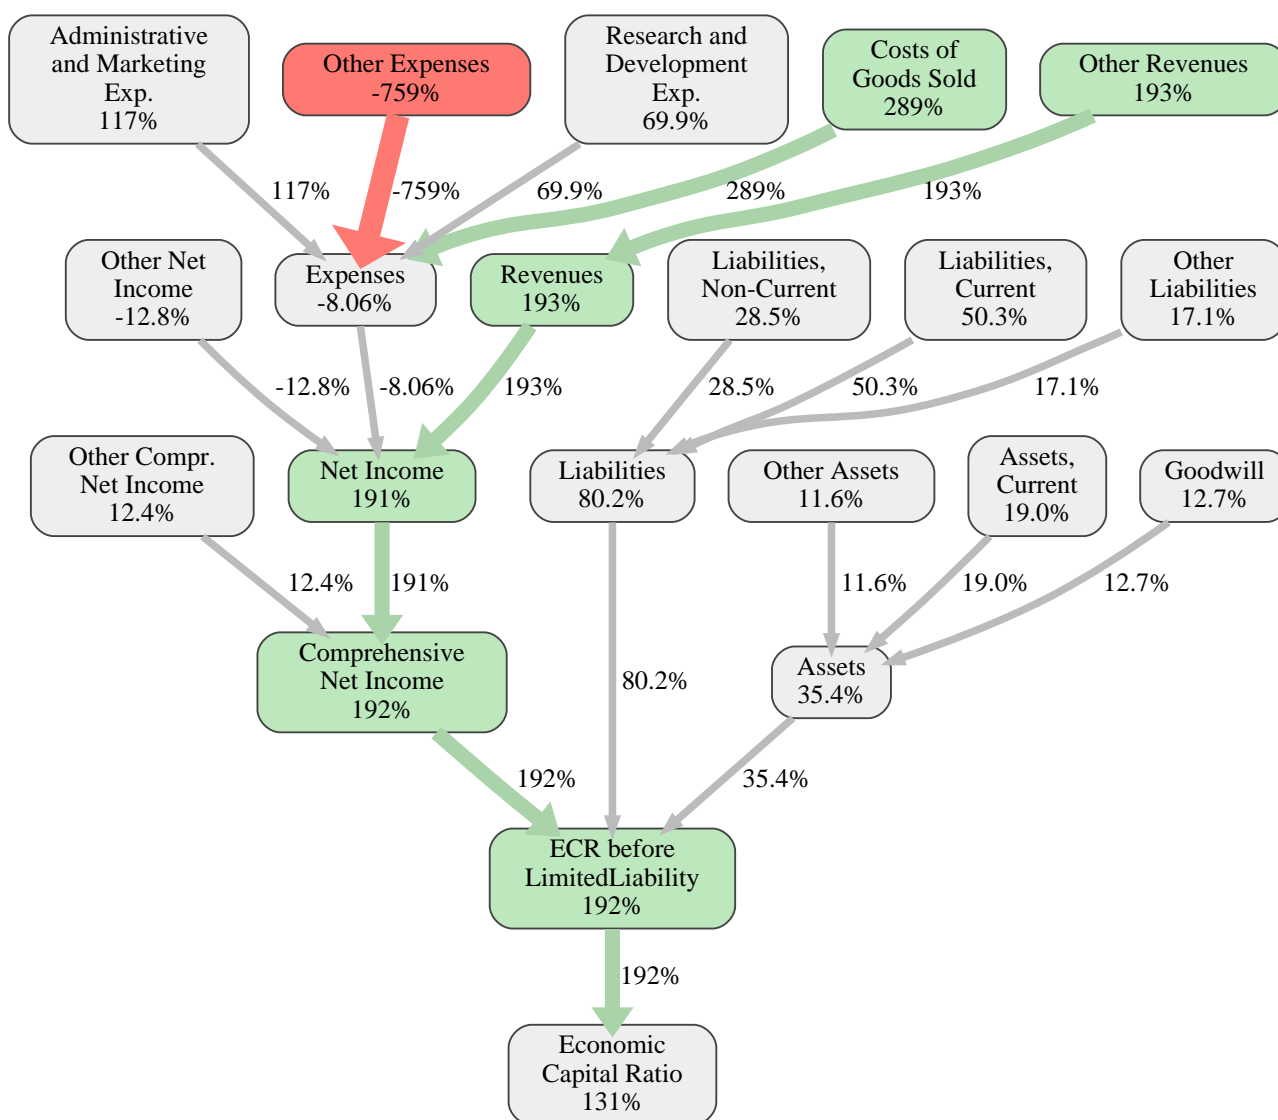 Administrative
and Marketing
Exp.
117%
Other Expenses
-759%
Research and
Development
Exp.
69.9%
Costs of
Goods Sold
289%
Other Revenues
193%
117%
-759%
69.9%
289%
193%
Other Net
Income
-12.8%
Expenses
-8.06%
Revenues
193%
Liabilities,
Non-Current
28.5%
Liabilities,
Current
50.3%
Other
Liabilities
17.1%
-12.8%
-8.06%
193%
28.5%
50.3%
17.1%
Other Compr.
Net Income
12.4%
Net Income
191%
Liabilities
80.2%
Other Assets
11.6%
Assets,
Current
19.0%
Goodwill
12.7%
12.4%
191%
11.6%
19.0%
12.7%
Comprehensive
Net Income
192%
80.2%
Assets
35.4%
192%
35.4%
ECR before
LimitedLiability
192%
192%
Economic
Capital Ratio
131%